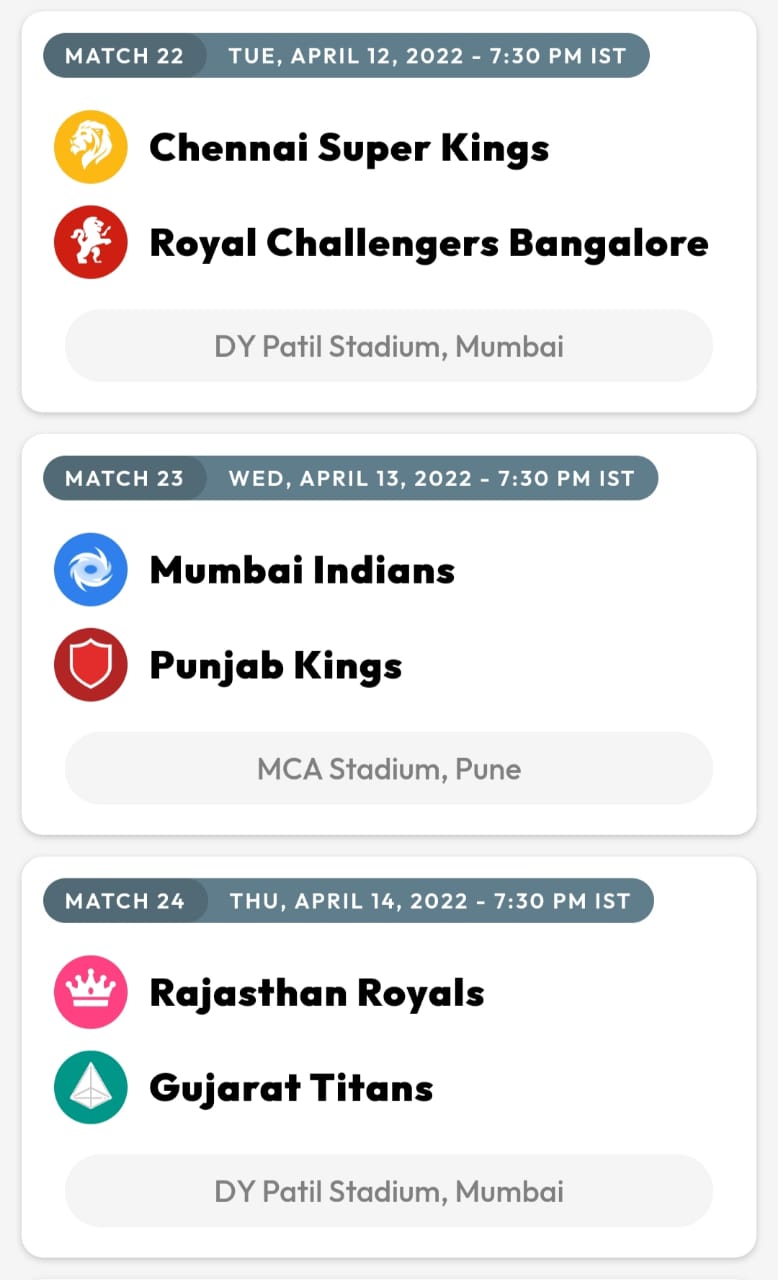 MATCH 22 TUE, APRIL 12, 2022 - 7:30 PM IST
Chennai Super Kings
Royal Challengers Bangalore
DY Patil Stadium, Mumbai
MATCH 23 WED, APRIL 13, 2022 - 7:30 PM IST
Mumbai Indians
Punjab Kings
MCA Stadium, Pune
MATCH 24 THU, APRIL 14, 2022 - 7:30 PM IST
Rajasthan Royals
Gujarat Titans
DY Patil Stadium, Mumbai